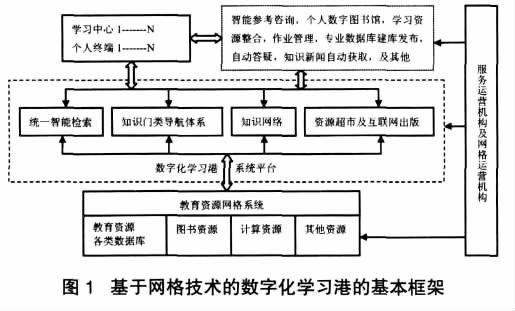 学习中心 1-------N
个人终端 1-------N
智能参考咨询,个人数字图书馆,学习资
源整合,作业管理,专业数据库建库发布,
自动答疑,知识新闻自动获取,及其他
服务运营机构及网格运营机构
统一智能检索
知识门类导航体系
知识网络
资源超市及互联网出版
数字化学习港 系统平台
教育资源网格系统
教育资源
各类数据库
图书资源
计算资源
其他资源
图 1 基于网格技术的数字化学习港的基本框架